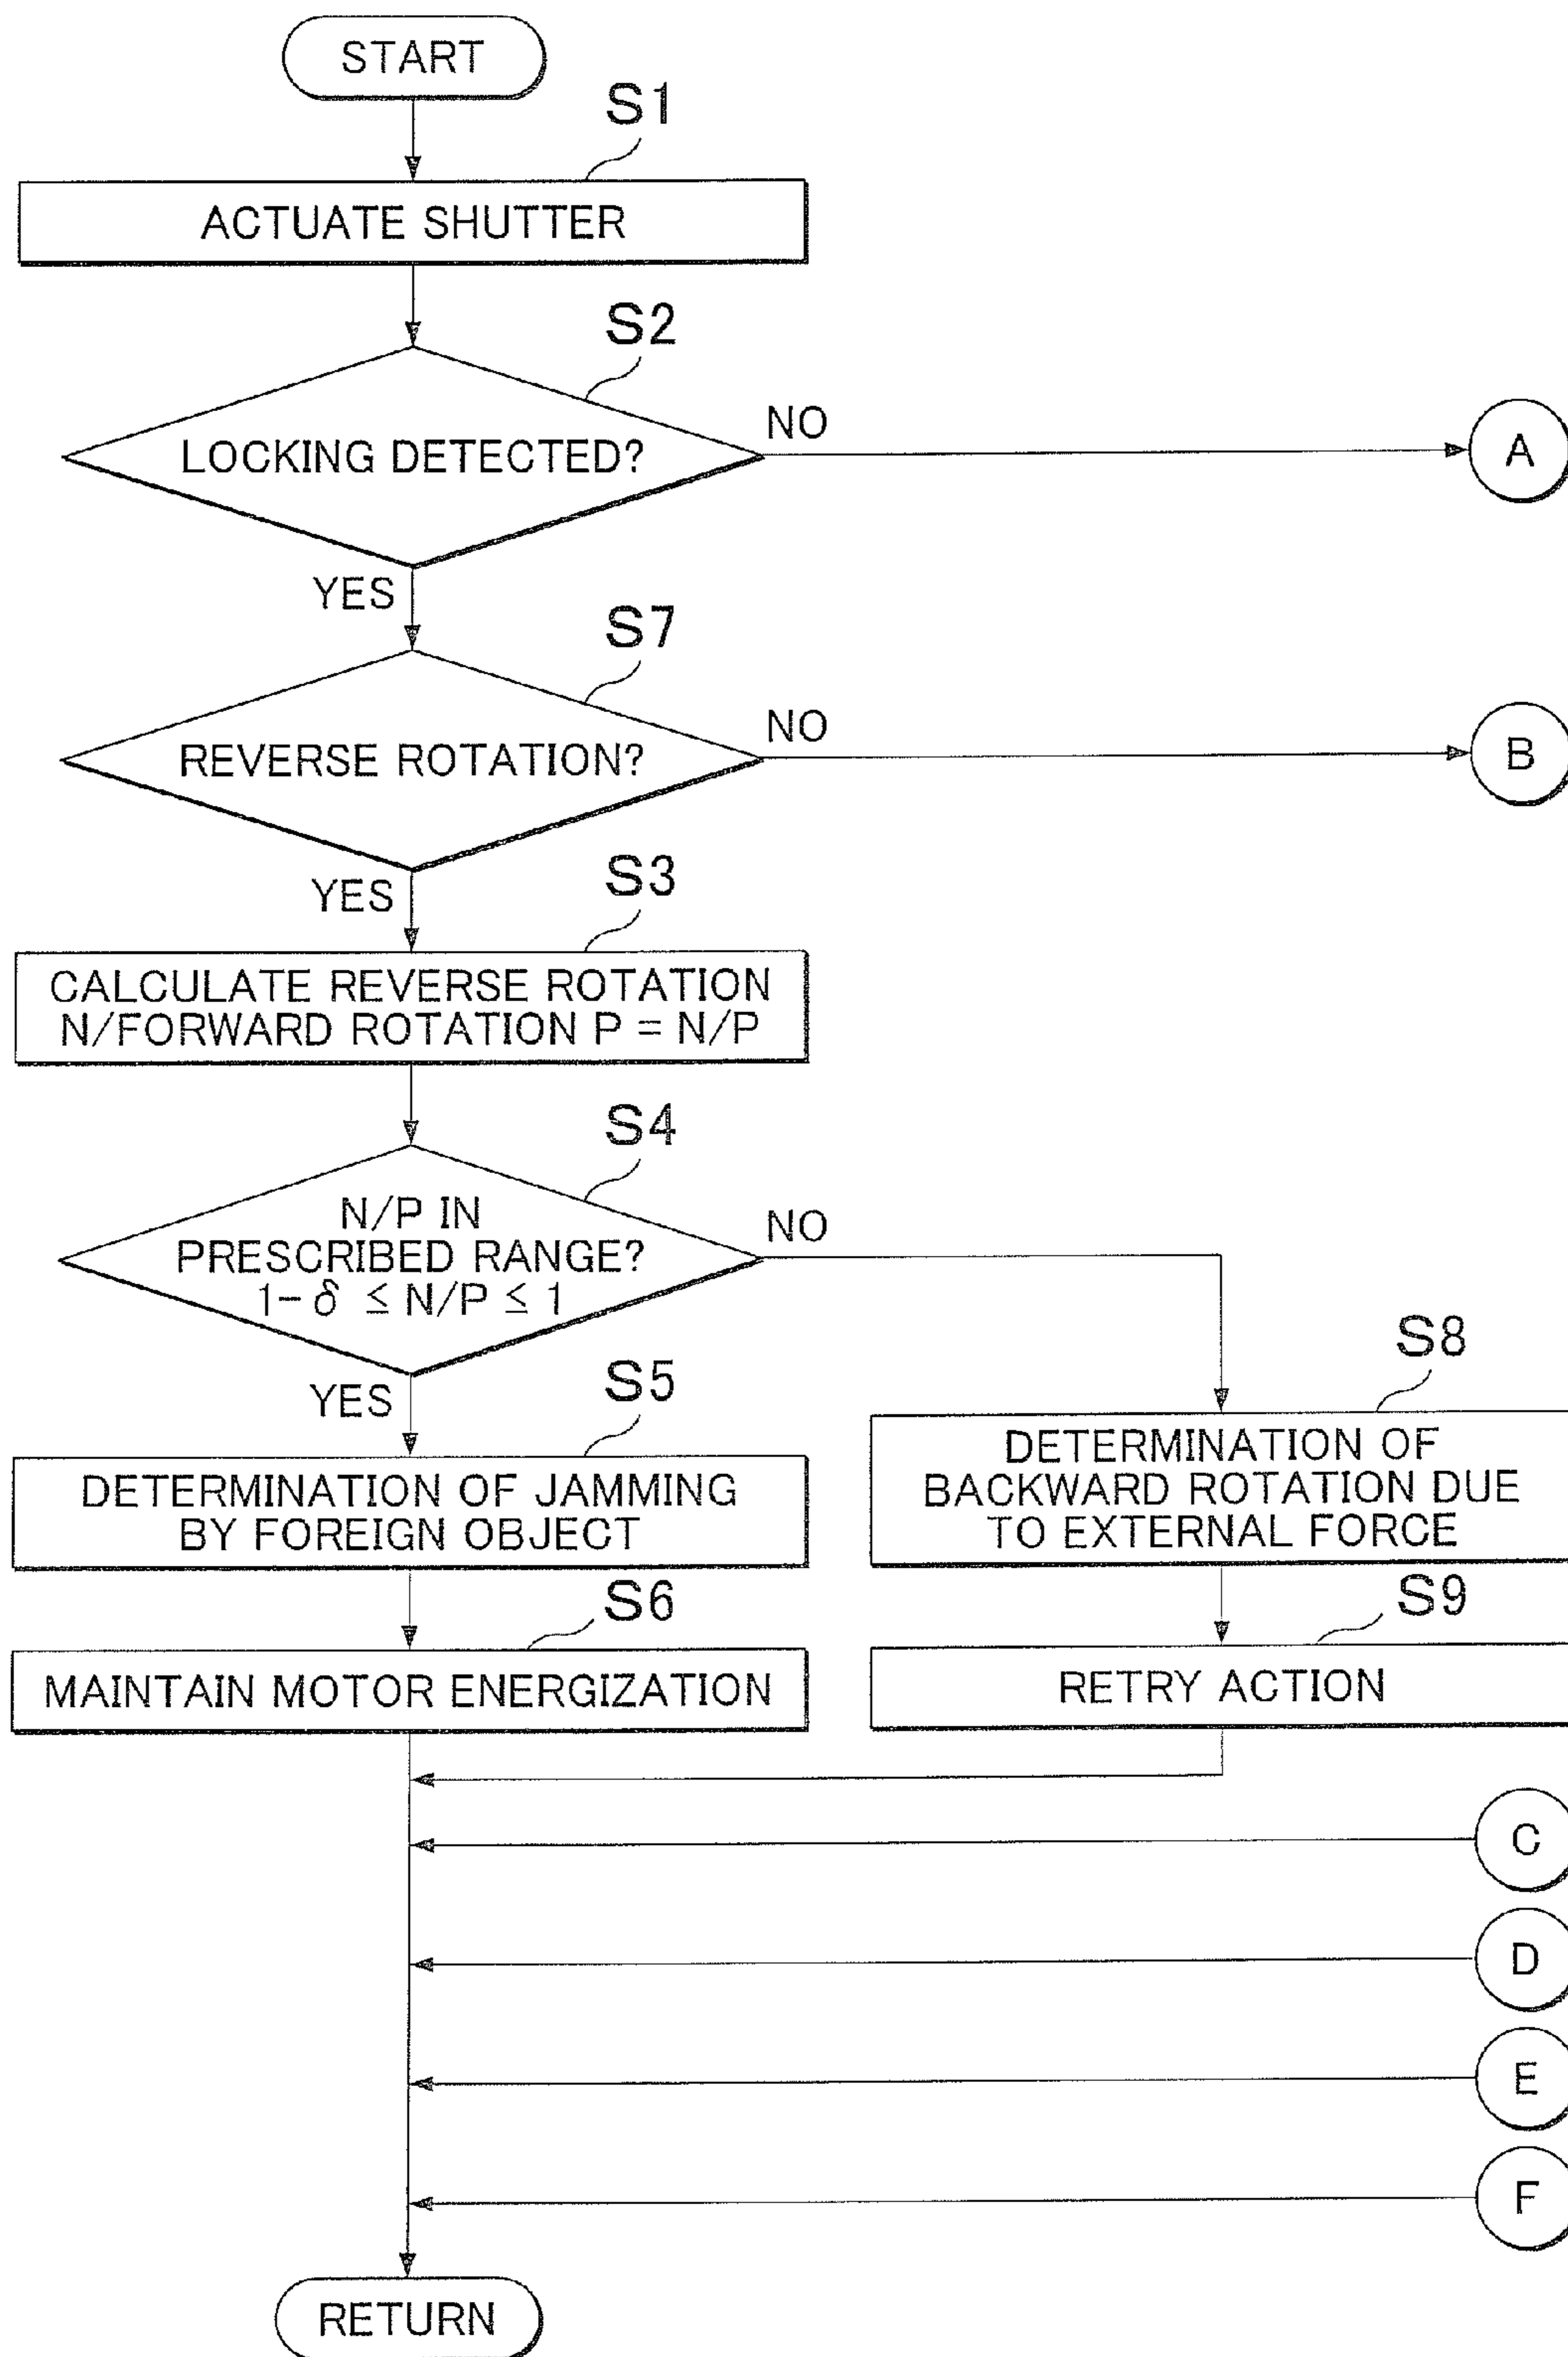 START
S1
ACTUATE SHUTTER
S2
LOCKING DETECTED?
NO
A
YES
S7
REVERSE ROTATION?
NO
B
YES
S3
CALCULATE REVERSE ROTATION
N/FORWARD ROTATION P = N/P
S4
N/P IN
PRESCRIBED RANGE?
1-δ ≤ N/P ≤ 1
NO
YES
S5
DETERMINATION OF JAMMING
BY FOREIGN OBJECT
S8
DETERMINATION OF
BACKWARD ROTATION DUE
TO EXTERNAL FORCE
S6
MAINTAIN MOTOR ENERGIZATION
S9
RETRY ACTION
C
D
E
F
RETURN